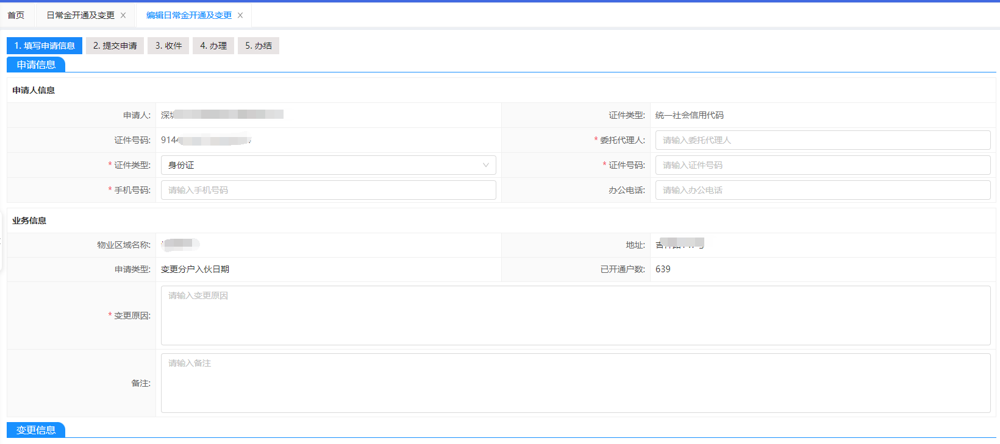 首页 日常金开通及变更 编辑日常金开通及变更
1. 填写申请信息 2. 提交申请 3. 收件 4. 办理 5. 办结
申请信息
申请人信息
申请人: 深圳 证件类型: 统一社会信用代码
证件号码: 914 * 委托代理人: 请输入委托代理人
* 证件类型: 身份证 * 证件号码: 请输入证件号码
* 手机号码: 请输入手机号码 办公电话: 请输入办公电话
业务信息
物业区域名称: 地址:
申请类型: 变更分户入伙日期 已开通户数: 639
* 变更原因: 请输入变更原因
备注: 请输入备注
变更信息